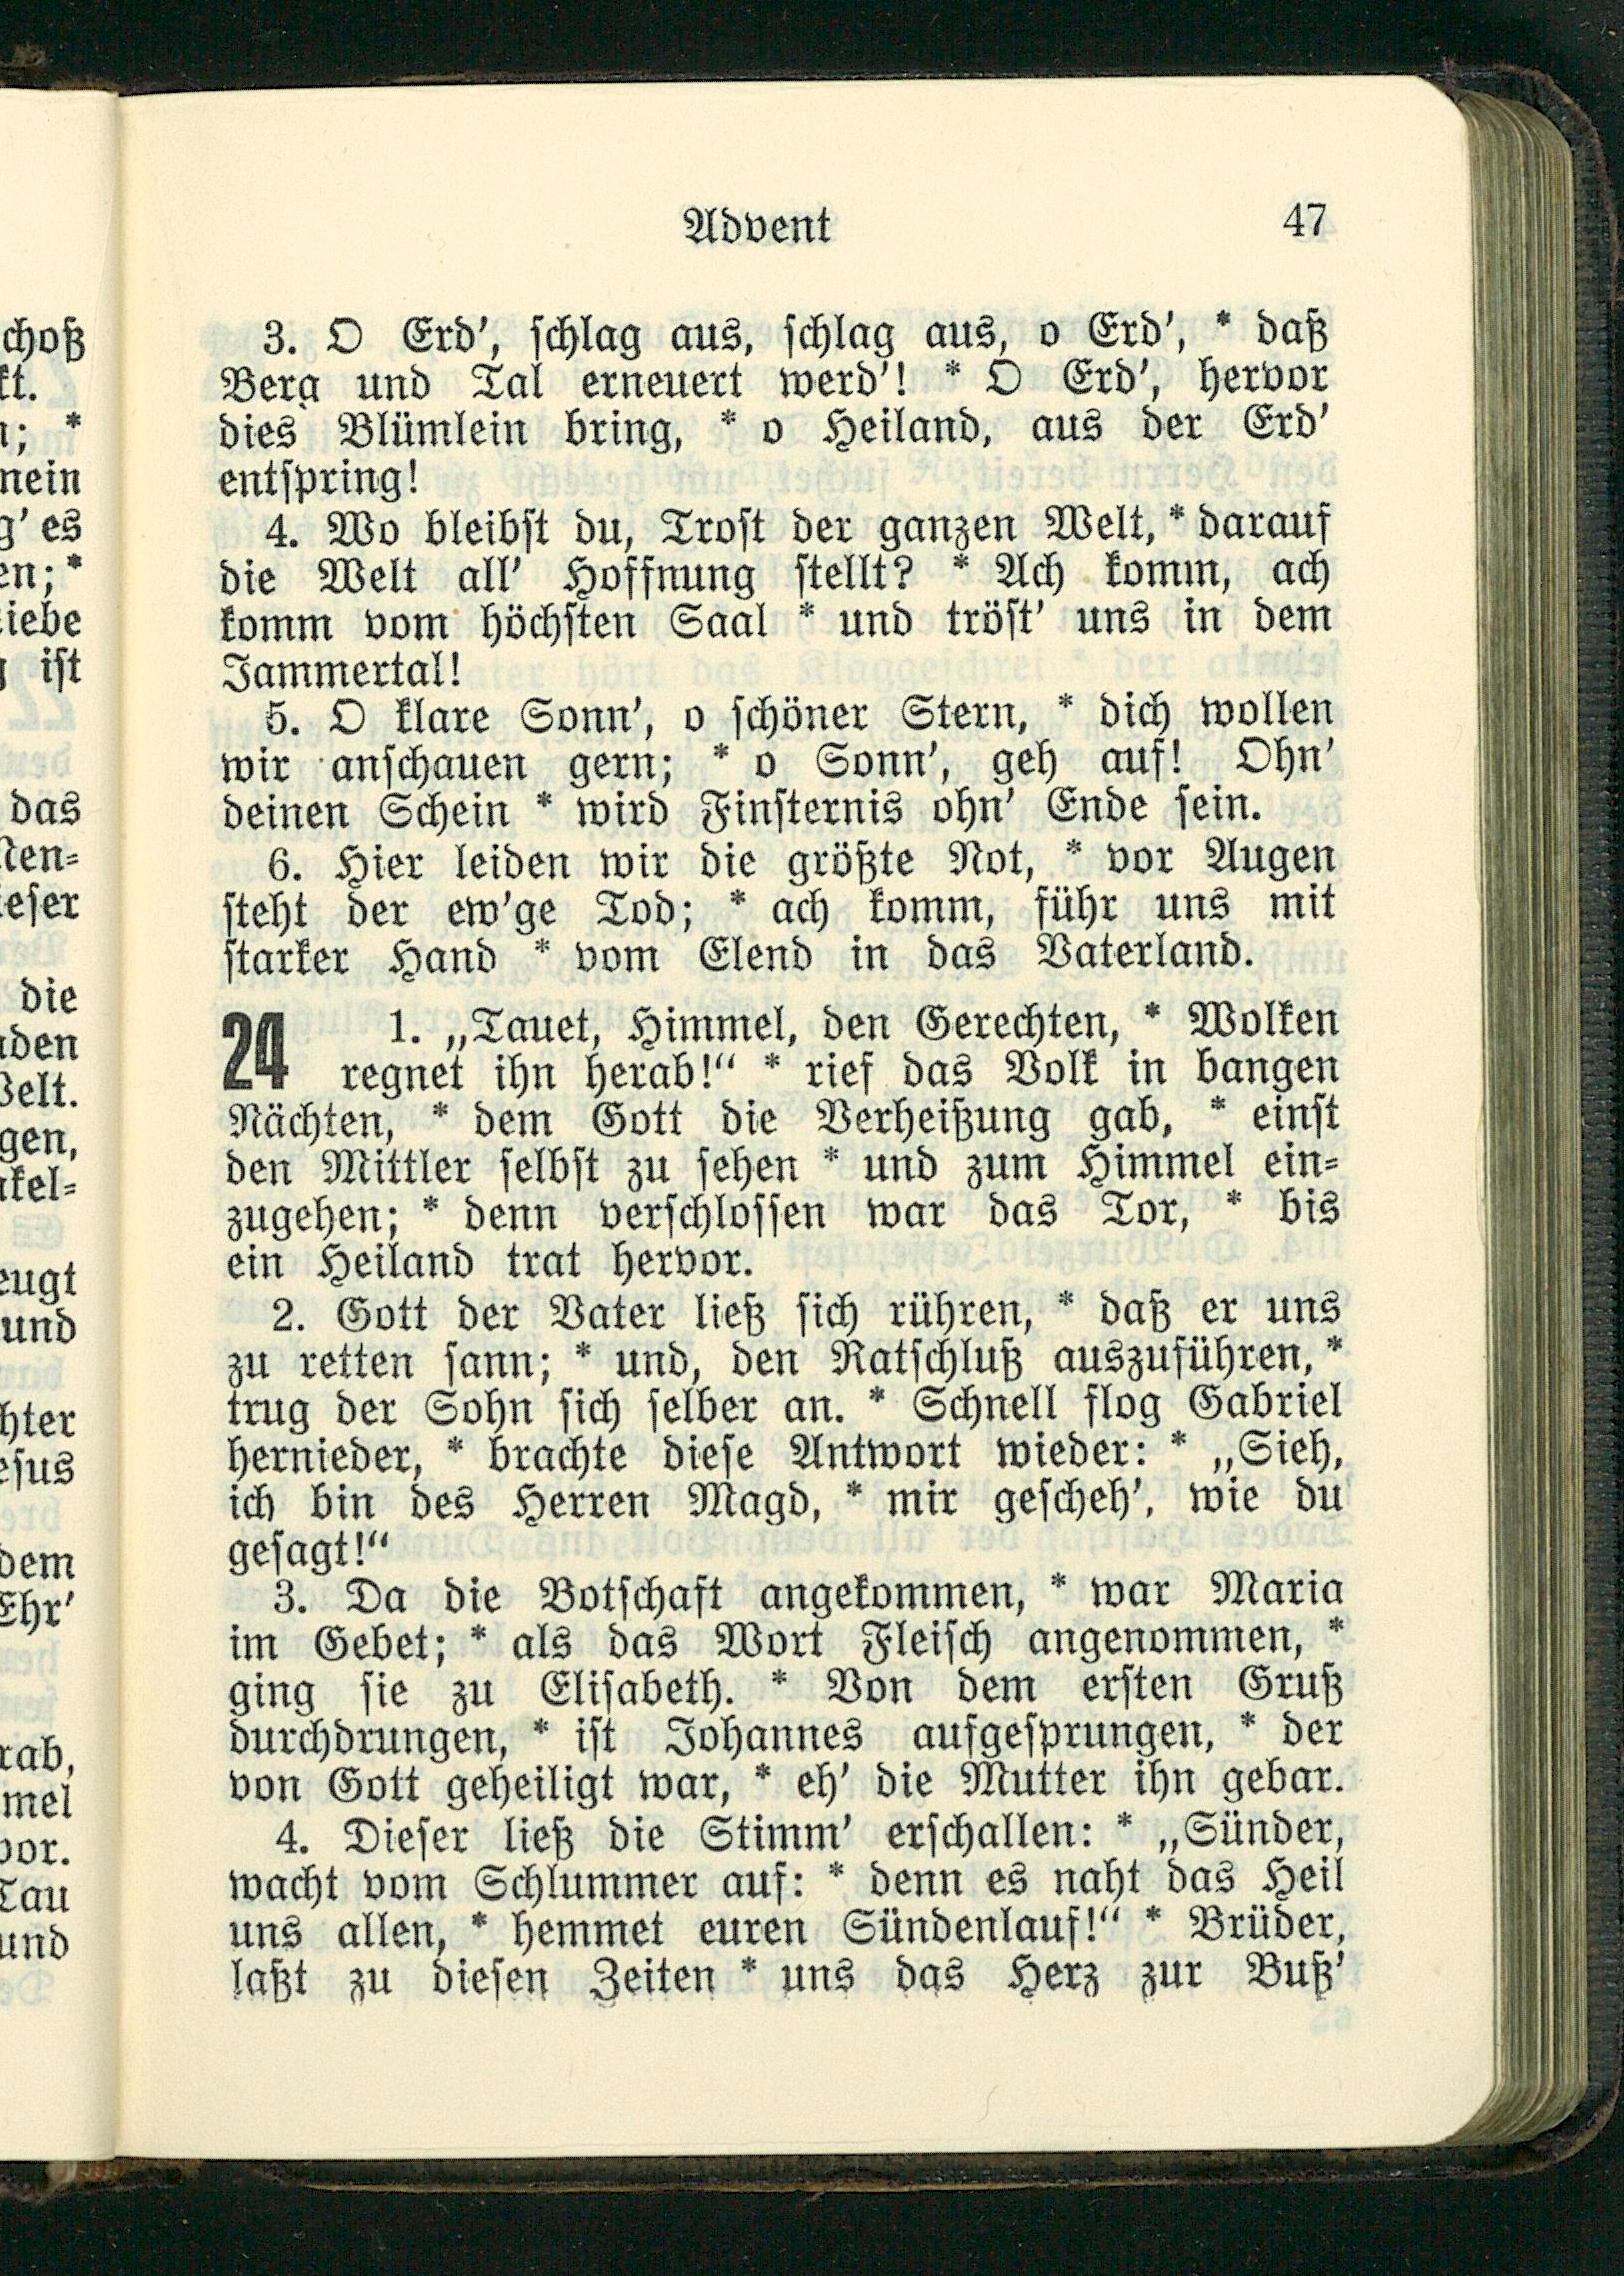 Advent
47
3. O Erd', schlag aus, schlag aus, o Erd', * daß
Berg und Tal erneuert werd'! * O Erd', hervor
dies Blümlein bring, * o Heiland, aus der Erd'
entspring!
4. Wo bleibst du, Trost der ganzen Welt, * darauf
die Welt all' Hoffnung stellt? * Ach komm, ach
komm vom höchsten Saal * und tröst' uns in dem
Jammertal!
5. O klare Sonn', o schöner Stern, * dich wollen
wir anschauen gern; * o Sonn', geh auf! Ohn'
deinen Schein * wird Finsternis ohn' Ende sein.
6. Hier leiden wir die größte Not, * vor Augen
steht der ew'ge Tod; * ach komm, führ uns mit
starker Hand * vom Elend in das Vaterland.
24 1. „Tauet, Himmel, den Gerechten, * Wolken
regnet ihn herab!“ * rief das Volk in bangen
Nächten, * dem Gott die Verheißung gab, * einst
den Mittler selbst zu sehen * und zum Himmel ein-
zugehen; * denn verschlossen war das Tor, * bis
ein Heiland trat hervor.
2. Gott der Vater ließ sich rühren, * daß er uns
zu retten sann; * und, den Ratschluß auszuführen, *
trug der Sohn sich selber an. * Schnell flog Gabriel
hernieder, * brachte diese Antwort wieder: * „Sieh,
ich bin des Herren Magd, * mir gescheh', wie du
gesagt!“
3. Da die Botschaft angekommen, * war Maria
im Gebet; * als das Wort Fleisch angenommen, *
ging sie zu Elisabeth. * Von dem ersten Gruß
durchdrungen, * ist Johannes aufgesprungen, * der
von Gott geheiligt war, * eh' die Mutter ihn gebar.
4. Dieser ließ die Stimm' erschallen: * „Sünder,
wacht vom Schlummer auf: * denn es naht das Heil
uns allen, * hemmet euren Sündenlauf!“ * Brüder,
laßt zu diesen Zeiten * uns das Herz zur Buß'